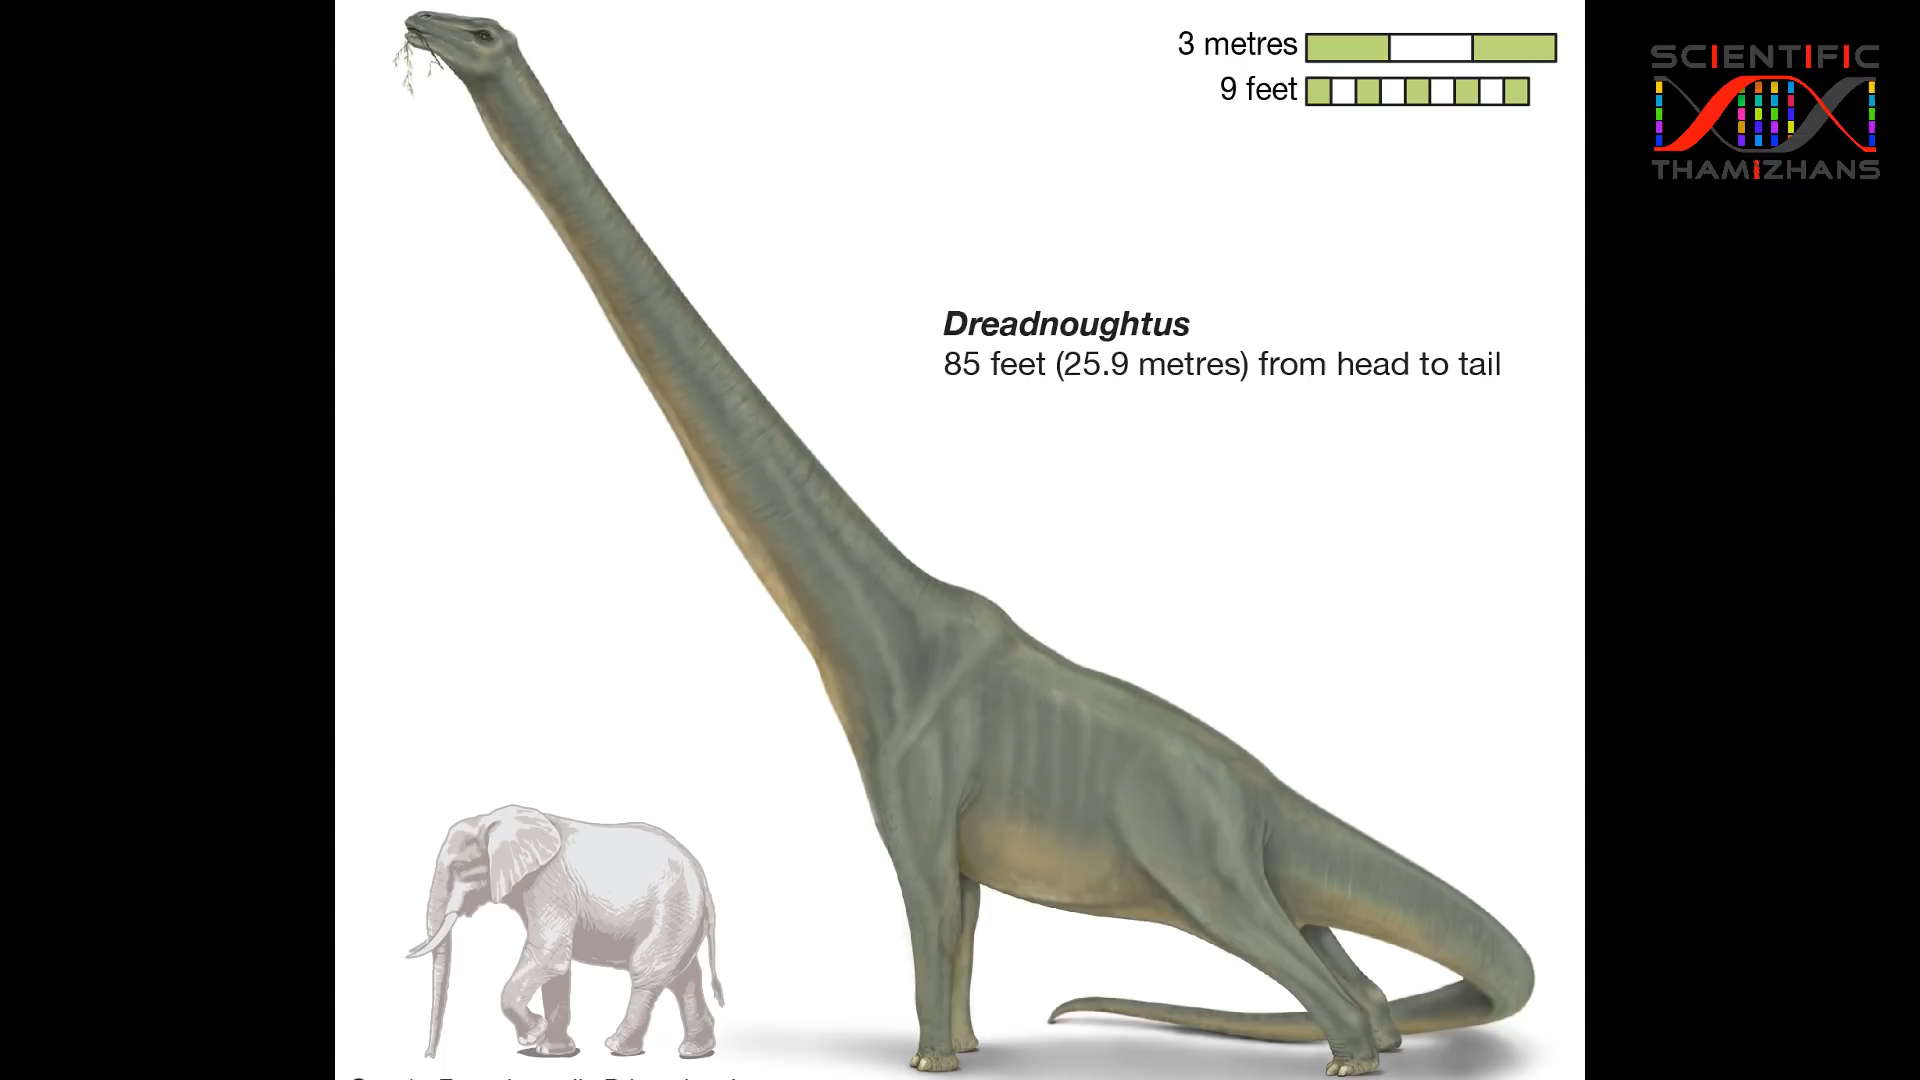 3 metres
9 feet
SCIENTIFIC
THAMIZHANS
Dreadnoughtus
85 feet (25.9 metres) from head to tail